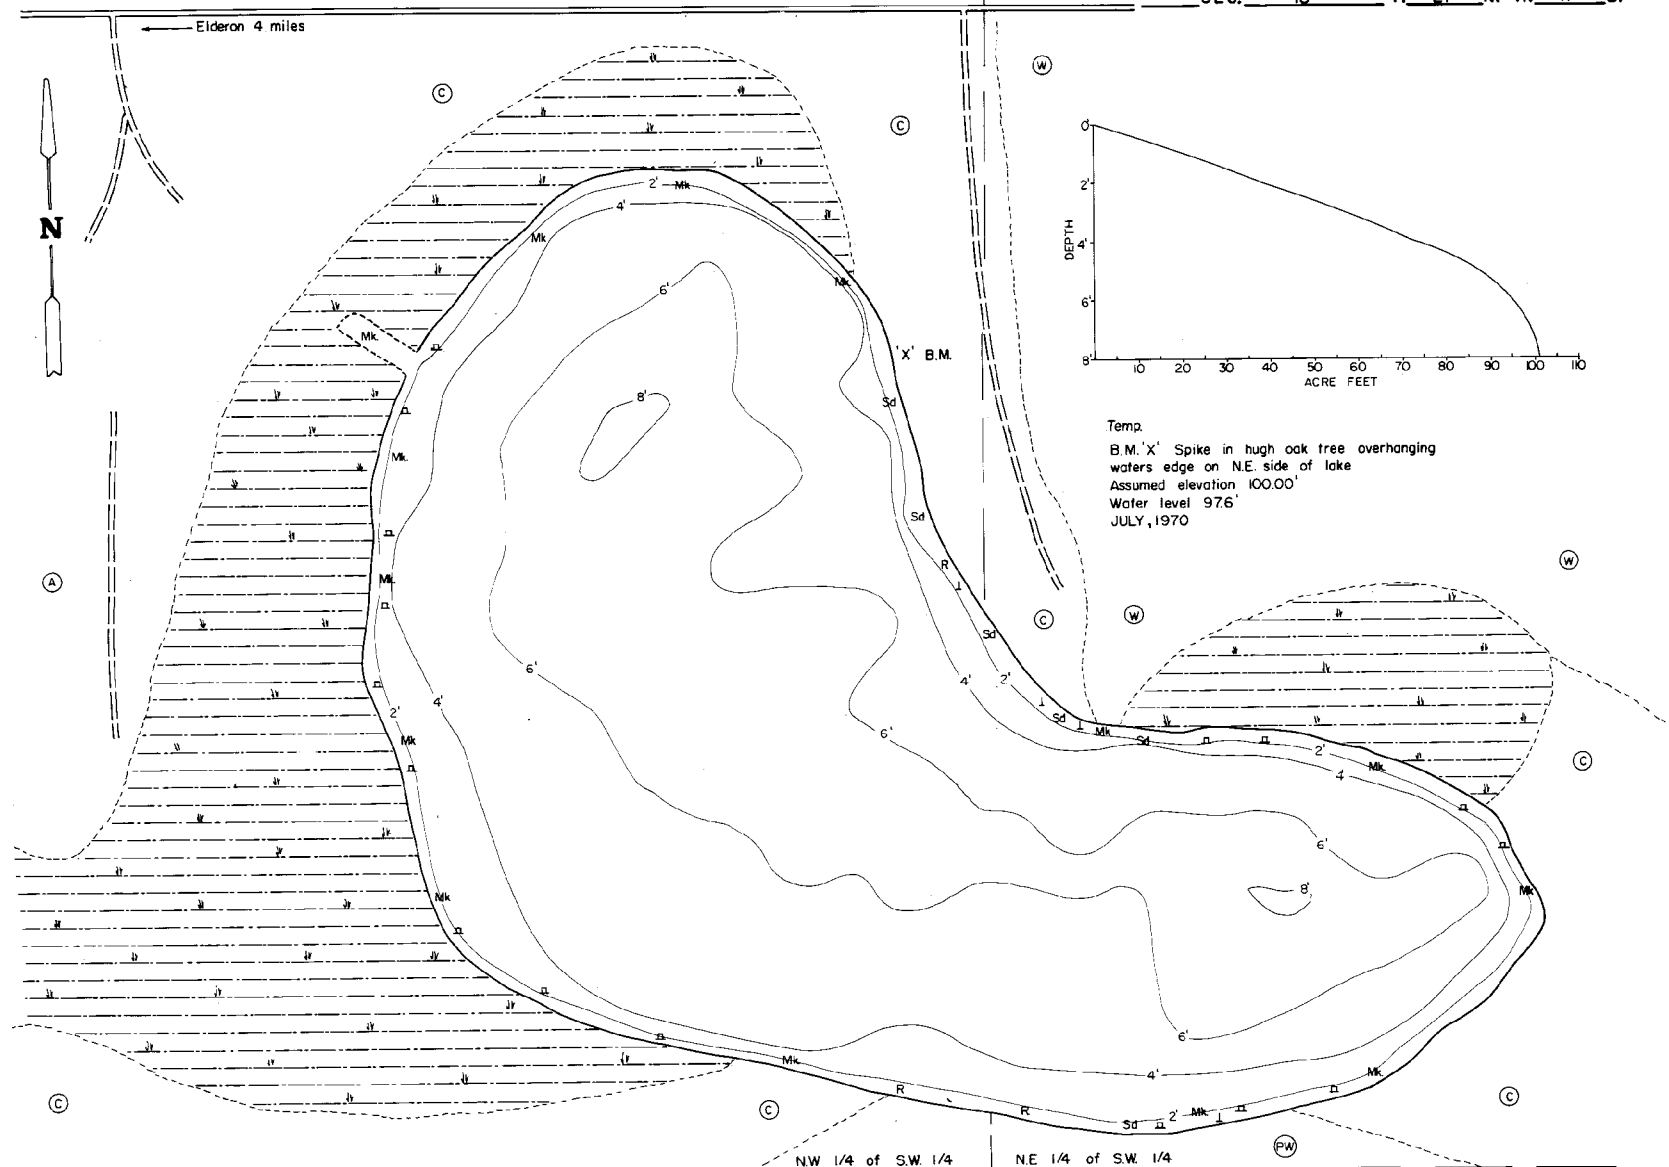 Elderon 4 miles
N
C
C
W
A
C
W
W
C
C
C
C
PW
2'
Mk
4'
Mk
Mk.
6'
Mk.
'X' B.M.
8'
Sd
Mk.
Sd
R
Mk.
Sd
6'
4'
2'
4'
2'
Sd
Mk
6'
Mk
Sd
2'
Mk
4
6'
8'
Mk
Mk
6'
4'
Mk.
Mk
R
R
Sd
2'
Mk
0'
2'
4'
6'
8'
DEPTH
10 20 30 40 50 60 70 80 90 100 110
ACRE FEET
Temp.
B.M. 'X' Spike in hugh oak tree overhanging
waters edge on N.E. side of lake
Assumed elevation 100.00'
Water level 97.6'
JULY, 1970
N.W 1/4 of S.W. 1/4
N.E 1/4 of S.W. 1/4